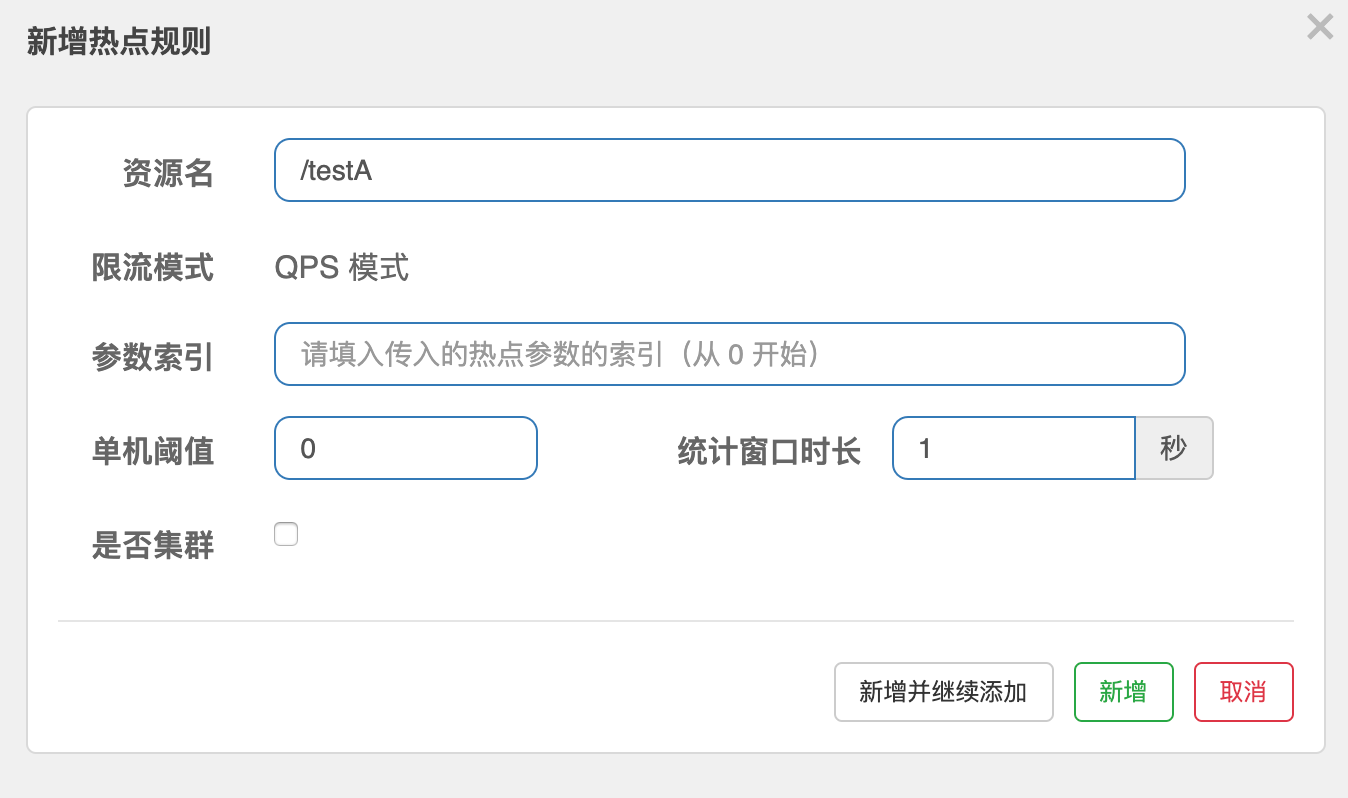 新增热点规则
×
资源名 /testA
限流模式 QPS 模式
参数索引 请填入传入的热点参数的索引（从 0 开始）
单机阈值 0 统计窗口时长 1 秒
是否集群
新增并继续添加 新增 取消